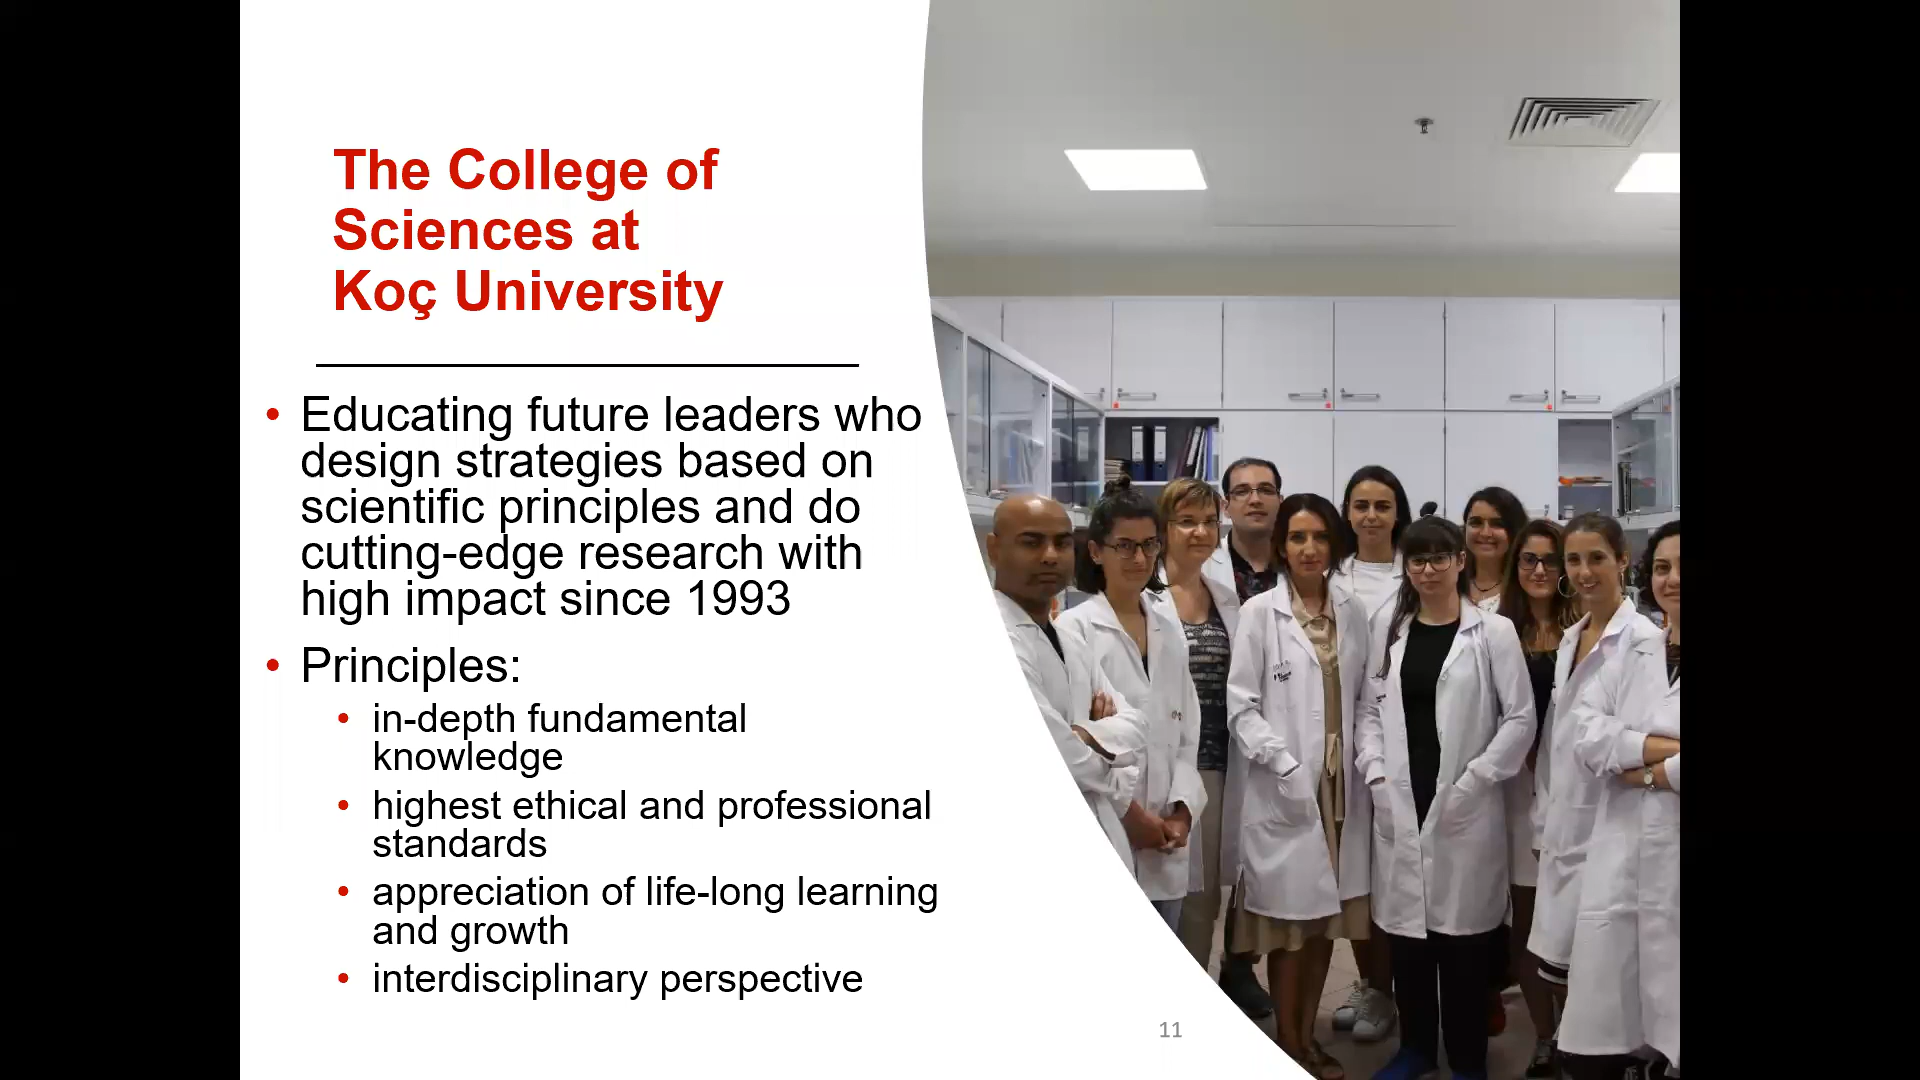 The College of
Sciences at
Koç University
• Educating future leaders who
design strategies based on
scientific principles and do
cutting-edge research with
high impact since 1993
• Principles:
• in-depth fundamental
knowledge
• highest ethical and professional
standards
• appreciation of life-long learning
and growth
• interdisciplinary perspective
11